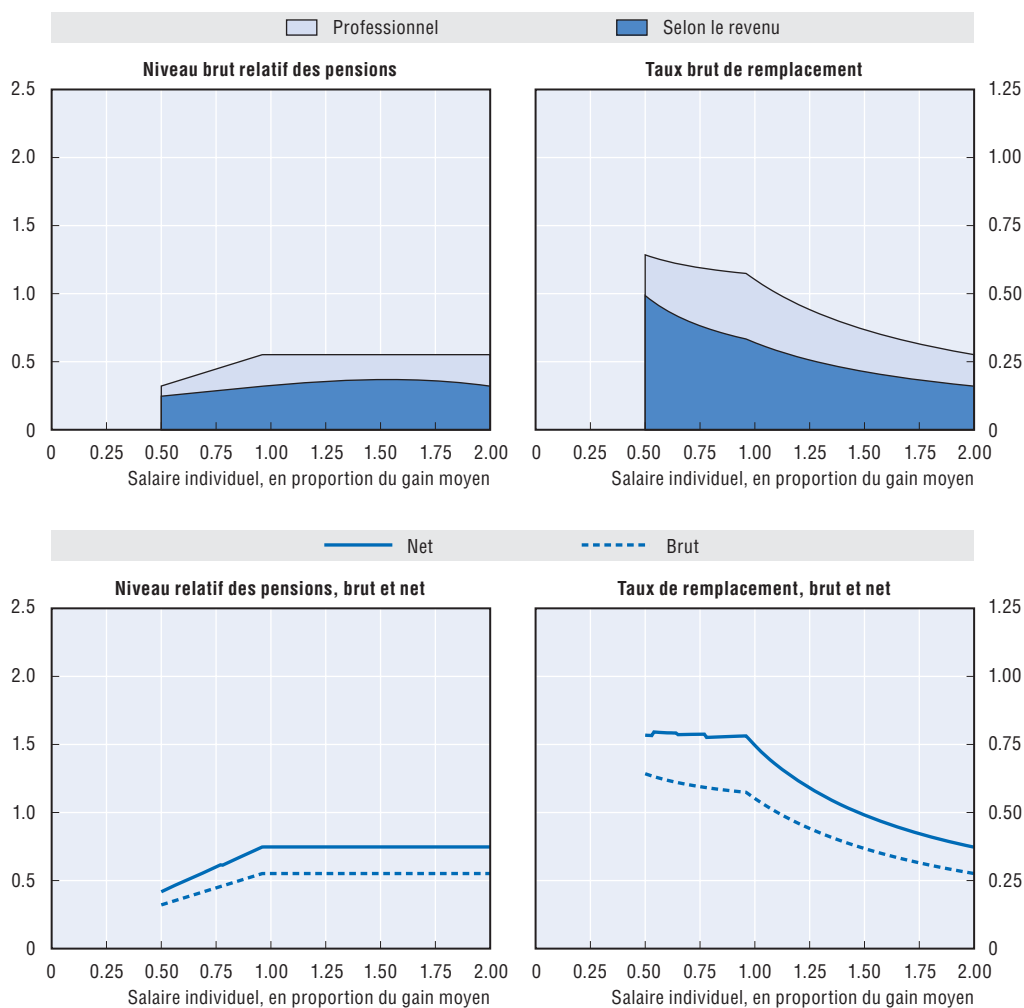 Professionnel Selon le revenu
Niveau brut relatif des pensions Taux brut de remplacement
2.5 1.25
2.0 1.00
1.5 0.75
1.0 0.50
0.5 0.25
0 0
0 0.25 0.50 0.75 1.00 1.25 1.50 1.75 2.00 0 0.25 0.50 0.75 1.00 1.25 1.50 1.75 2.00
Salaire individuel, en proportion du gain moyen Salaire individuel, en proportion du gain moyen
Net Brut
Niveau relatif des pensions, brut et net Taux de remplacement, brut et net
2.5 1.25
2.0 1.00
1.5 0.75
1.0 0.50
0.5 0.25
0 0
0 0.25 0.50 0.75 1.00 1.25 1.50 1.75 2.00 0 0.25 0.50 0.75 1.00 1.25 1.50 1.75 2.00
Salaire individuel, en proportion du gain moyen Salaire individuel, en proportion du gain moyen